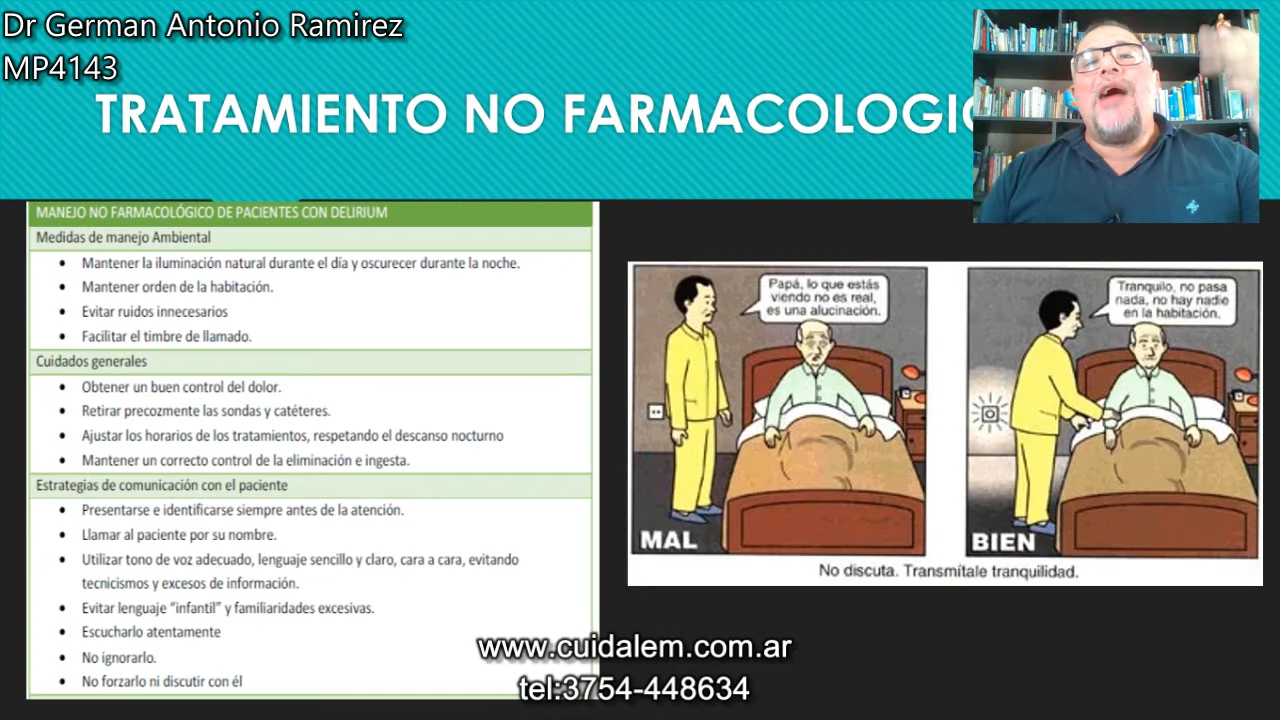 Dr German Antonio Ramirez
MP4143
TRATAMIENTO NO FARMACOLOGIC
MANEJO NO FARMACOLÓGICO DE PACIENTES CON DELIRIUM
Medidas de manejo Ambiental
• Mantener la iluminación natural durante el día y oscurecer durante la noche.
• Mantener orden de la habitación.
• Evitar ruidos innecesarios
• Facilitar el timbre de llamado.
Cuidados generales
• Obtener un buen control del dolor.
• Retirar precozmente las sondas y catéteres.
• Ajustar los horarios de los tratamientos, respetando el descanso nocturno
• Mantener un correcto control de la eliminación e ingesta.
Estrategias de comunicación con el paciente
• Presentarse e identificarse siempre antes de la atención.
• Llamar al paciente por su nombre.
• Utilizar tono de voz adecuado, lenguaje sencillo y claro, cara a cara, evitando
tecnicismos y excesos de información.
• Evitar lenguaje “infantil” y familiaridades excesivas.
• Escucharlo atentamente
• No ignorarlo.
• No forzarlo ni discutir con él
Papá, lo que estás
viendo no es real,
es una alucinación.
MAL
Tranquilo, no pasa
nada, no hay nadie
en la habitación.
BIEN
No discuta. Transmítale tranquilidad.
www.cuidalem.com.ar
tel:3754-448634